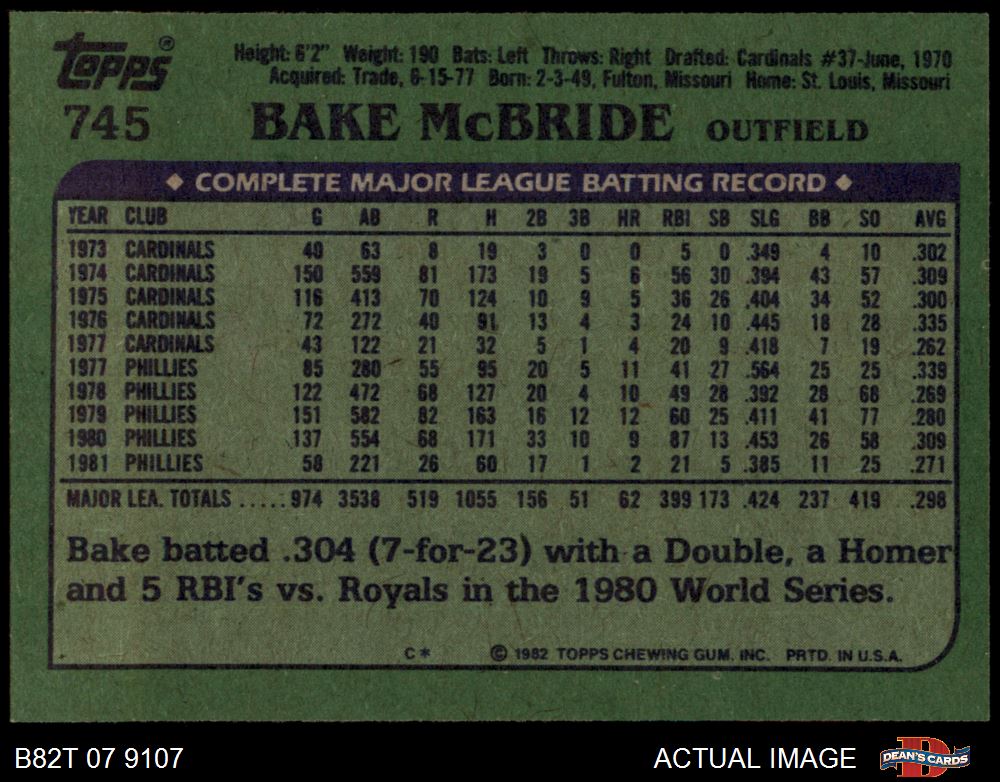 Topps®
Height: 6'2" Weight: 190 Bats: Left Throws: Right Drafted: Cardinals #37-June, 1970
Acquired: Trade, 6-15-77 Born: 2-3-49, Fulton, Missouri Home: St. Louis, Missouri
745 BAKE McBRIDE OUTFIELD
◆ COMPLETE MAJOR LEAGUE BATTING RECORD ◆
YEAR CLUB G AB R H 2B 3B HR RBI SB SLG BB SO AVG
1973 CARDINALS 40 63 8 19 3 0 0 5 0 .349 4 10 .302
1974 CARDINALS 150 559 81 173 19 5 6 56 30 .394 43 57 .309
1975 CARDINALS 116 413 70 124 10 9 5 36 26 .404 34 52 .300
1976 CARDINALS 72 272 40 91 13 4 3 24 10 .445 18 28 .335
1977 CARDINALS 43 122 21 32 5 1 4 20 9 .418 7 19 .262
1977 PHILLIES 85 280 55 95 20 5 11 41 27 .564 25 25 .339
1978 PHILLIES 122 472 68 127 20 4 10 49 28 .392 28 68 .269
1979 PHILLIES 151 582 82 163 16 12 12 60 25 .411 41 77 .280
1980 PHILLIES 137 554 68 171 33 10 9 87 13 .453 26 58 .309
1981 PHILLIES 58 221 26 60 17 1 2 21 5 .385 11 25 .271
MAJOR LEA. TOTALS ..... 974 3538 519 1055 156 51 62 399 173 .424 237 419 .298
Bake batted .304 (7-for-23) with a Double, a Homer
and 5 RBI's vs. Royals in the 1980 World Series.
C* © 1982 TOPPS CHEWING GUM. INC. PRTD. IN U.S.A.
B82T 07 9107 ACTUAL IMAGE DEAN'S CARDS